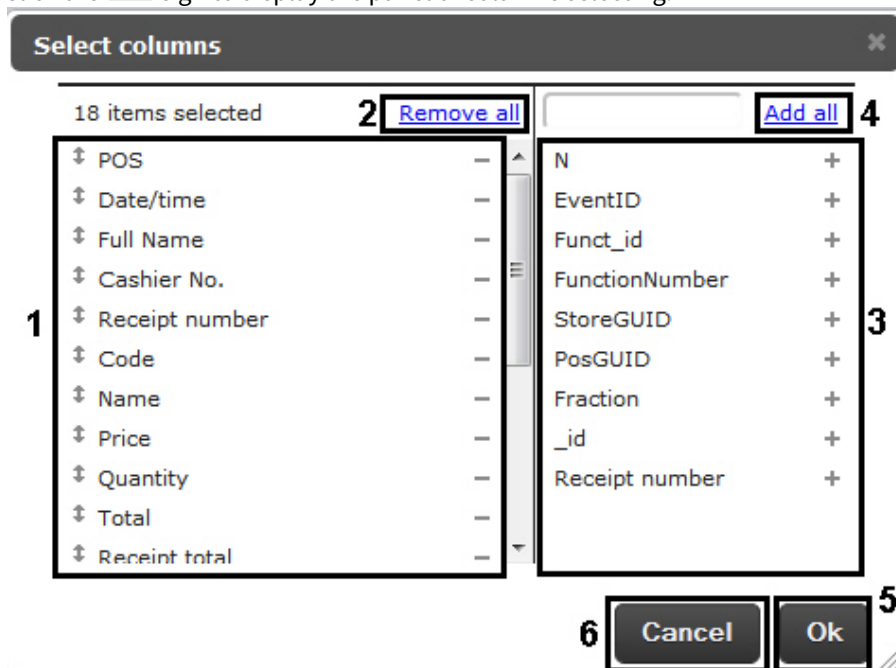 Select columns
18 items selected 2 Remove all Add all 4
POS
Date/time
Full Name
Cashier No.
1 Receipt number
Code
Name
Price
Quantity
Total
Receipt total
N
EventID
Funct_id
FunctionNumber
StoreGUID 3
PosGUID
Fraction
_id
Receipt number
5
6 Cancel Ok